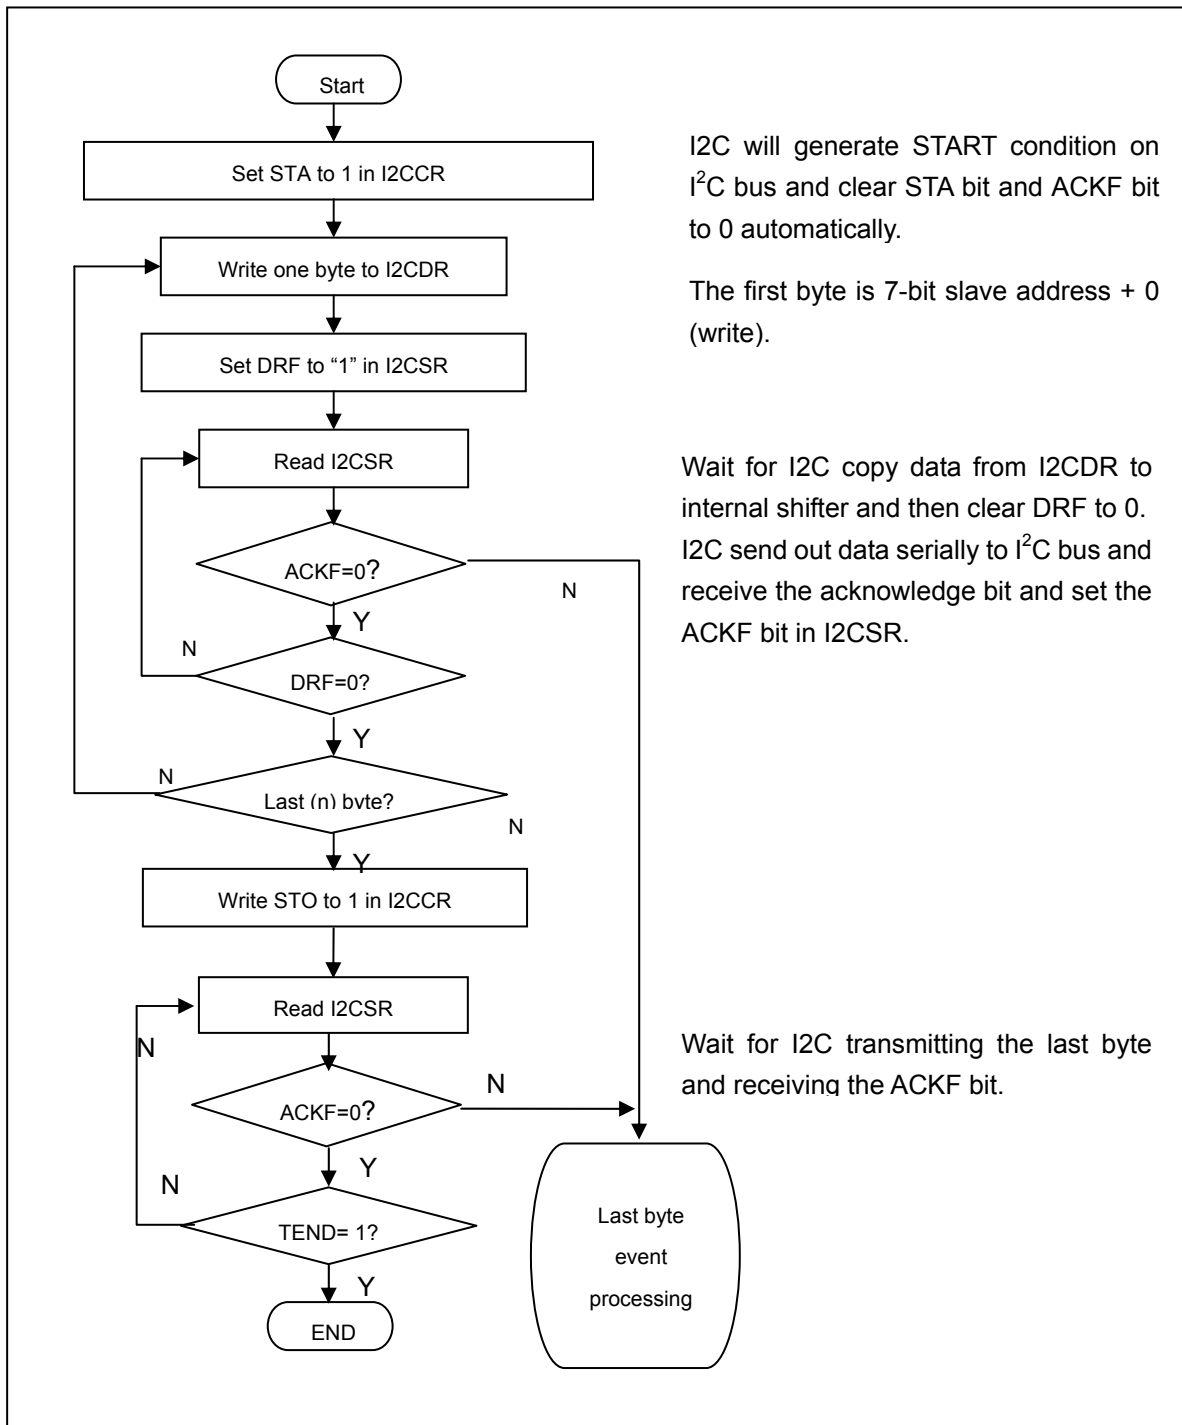 Start
Set STA to 1 in I2CCR
I2C will generate START condition on
I²C bus and clear STA bit and ACKF bit
to 0 automatically.
Write one byte to I2CDR
The first byte is 7-bit slave address + 0
(write).
Set DRF to “1” in I2CSR
Read I2CSR
Wait for I2C copy data from I2CDR to
internal shifter and then clear DRF to 0.
I2C send out data serially to I²C bus and
receive the acknowledge bit and set the
ACKF bit in I2CSR.
ACKF=0?
N
Y
N
DRF=0?
Y
N
Last (n) byte?
N
Y
Write STO to 1 in I2CCR
Read I2CSR
N
Wait for I2C transmitting the last byte
and receiving the ACKF bit.
ACKF=0?
N
Y
N
TEND= 1?
Y
END
Last byte
event
processing